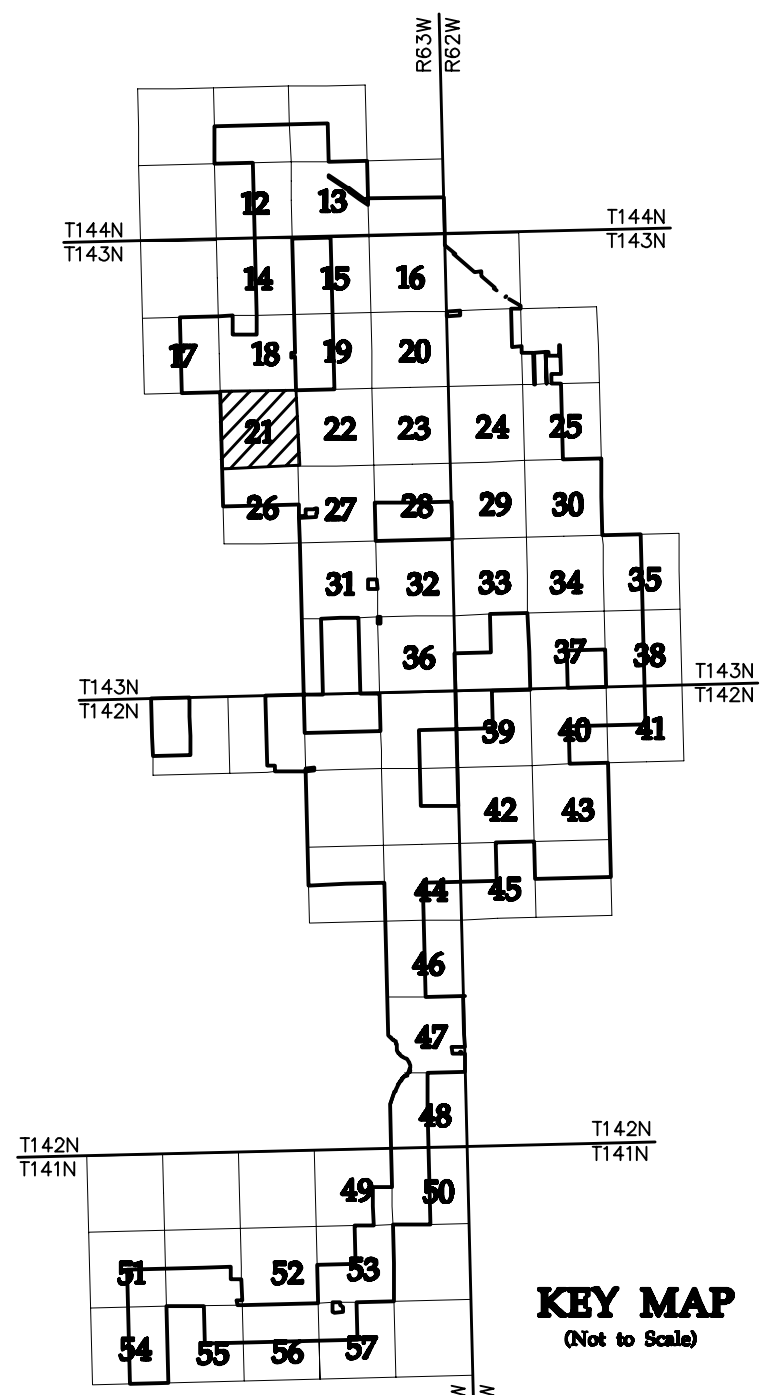 R63W
R62W
12 13
T144N T144N
T143N T143N
14 15 16
17 18 19 20
21 22 23 24 25
26 27 28 29 30
31 32 33 34 35
36 37 38
T143N T143N
T142N T142N
39 40 41
42 43
44 45
46
47
48
T142N T142N
T141N T141N
49 50
51 52 53
54 55 56 57
KEY MAP
(Not to Scale)
W
W